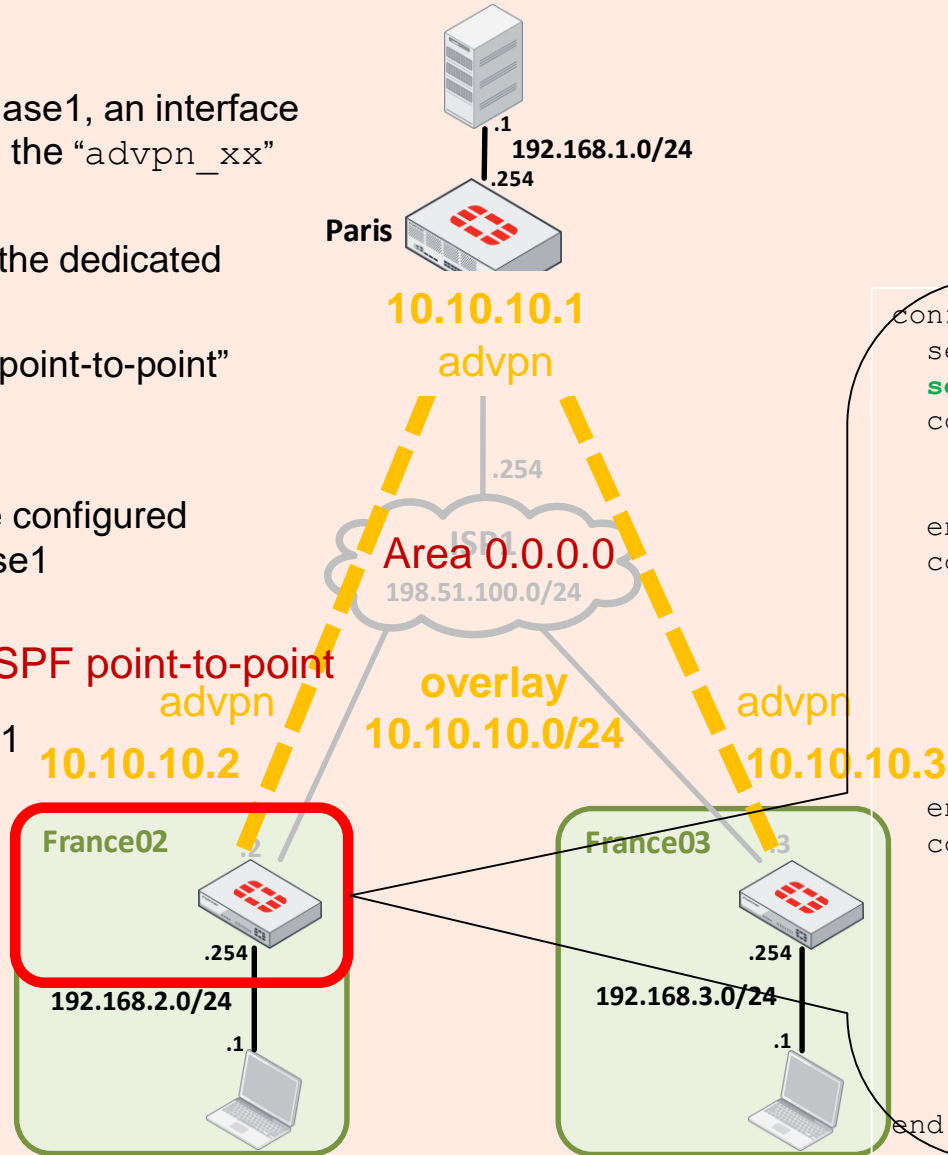 ase1, an interface
the “advpn_xx”
the dedicated
point-to-point”
configured
se1
SPF point-to-point
1
.1
192.168.1.0/24
.254
Paris
10.10.10.1
advpn
.254
ISP1
Area 0.0.0.0
198.51.100.0/24
overlay
10.10.10.0/24
advpn
10.10.10.2
advpn
10.10.10.3
France02
.2
.254
192.168.2.0/24
.1
France03
.3
.254
192.168.3.0/24
.1
end